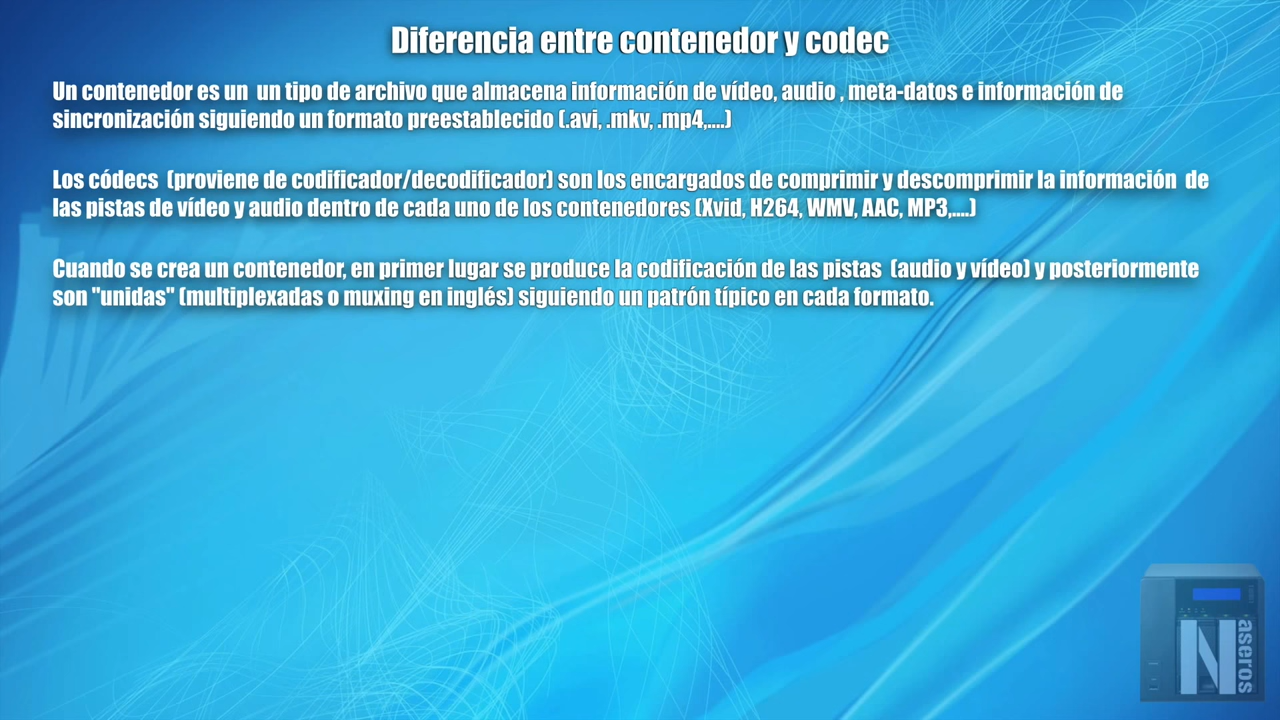 Diferencia entre contenedor y codec
Un contenedor es un  un tipo de archivo que almacena información de vídeo, audio , meta-datos e información de
sincronización siguiendo un formato preestablecido (.avi, .mkv, .mp4,....)
Los códecs  (proviene de codificador/decodificador) son los encargados de comprimir y descomprimir la información  de
las pistas de vídeo y audio dentro de cada uno de los contenedores (Xvid, H264, WMV, AAC, MP3,....)
Cuando se crea un contenedor, en primer lugar se produce la codificación de las pistas  (audio y vídeo) y posteriormente
son "unidas" (multiplexadas o muxing en inglés) siguiendo un patrón típico en cada formato.
Naseros